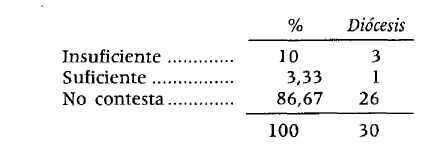 % Diócesis
Insuficiente ............. 10 3
Suficiente ............... 3,33 1
No contesta ............. 86,67 26
100 30